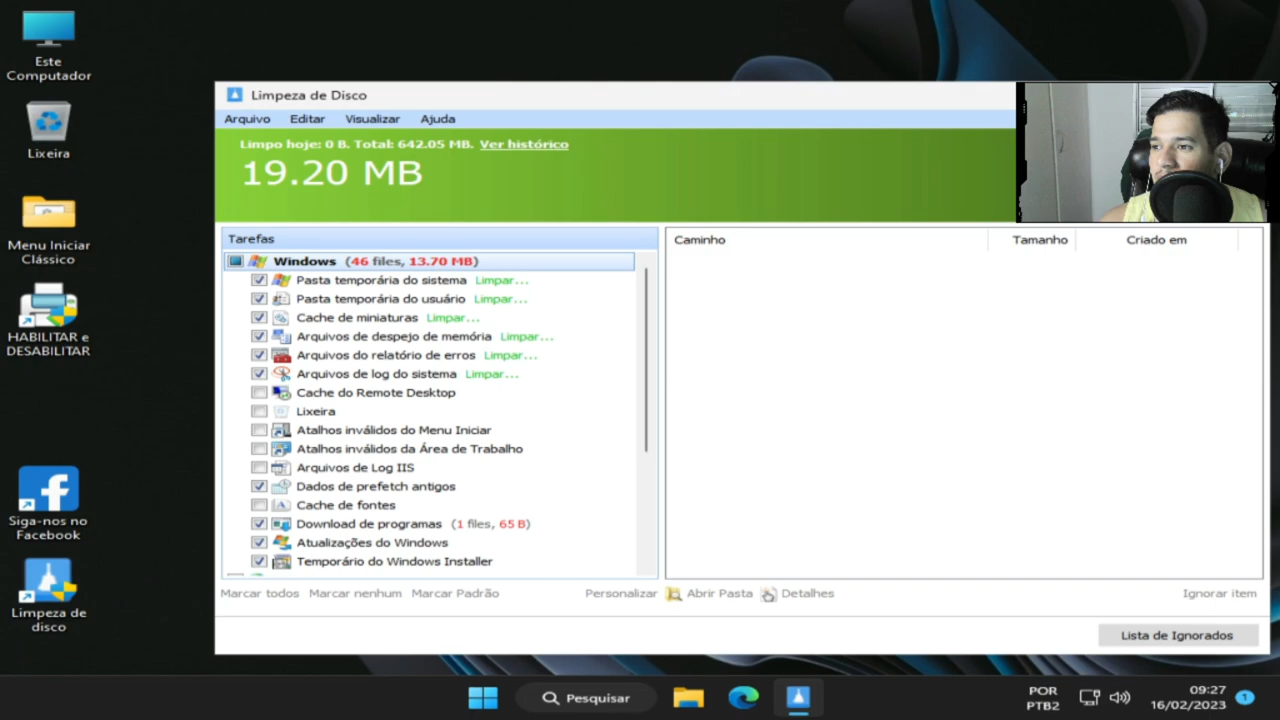 Este
Computador
Lixeira
Menu Iniciar
Clássico
HABILITAR e
DESABILITAR
Siga-nos no
Facebook
Limpeza de
disco
Limpeza de Disco
Arquivo Editar Visualizar Ajuda
Limpo hoje: 0 B. Total: 642.05 MB. Ver histórico
19.20 MB
Tarefas
Windows (46 files, 13.70 MB)
Pasta temporária do sistema Limpar...
Pasta temporária do usuário Limpar...
Cache de miniaturas Limpar...
Arquivos de despejo de memória Limpar...
Arquivos do relatório de erros Limpar...
Arquivos de log do sistema Limpar...
Cache do Remote Desktop
Lixeira
Atalhos inválidos do Menu Iniciar
Atalhos inválidos da Área de Trabalho
Arquivos de Log IIS
Dados de prefetch antigos
Cache de fontes
Download de programas (1 files, 65 B)
Atualizações do Windows
Temporário do Windows Installer
Caminho Tamanho Criado em
Marcar todos Marcar nenhum Marcar Padrão Personalizar Abrir Pasta Detalhes Ignorar item
Lista de Ignorados
Pesquisar
POR
PTB2
09:27
16/02/2023
1